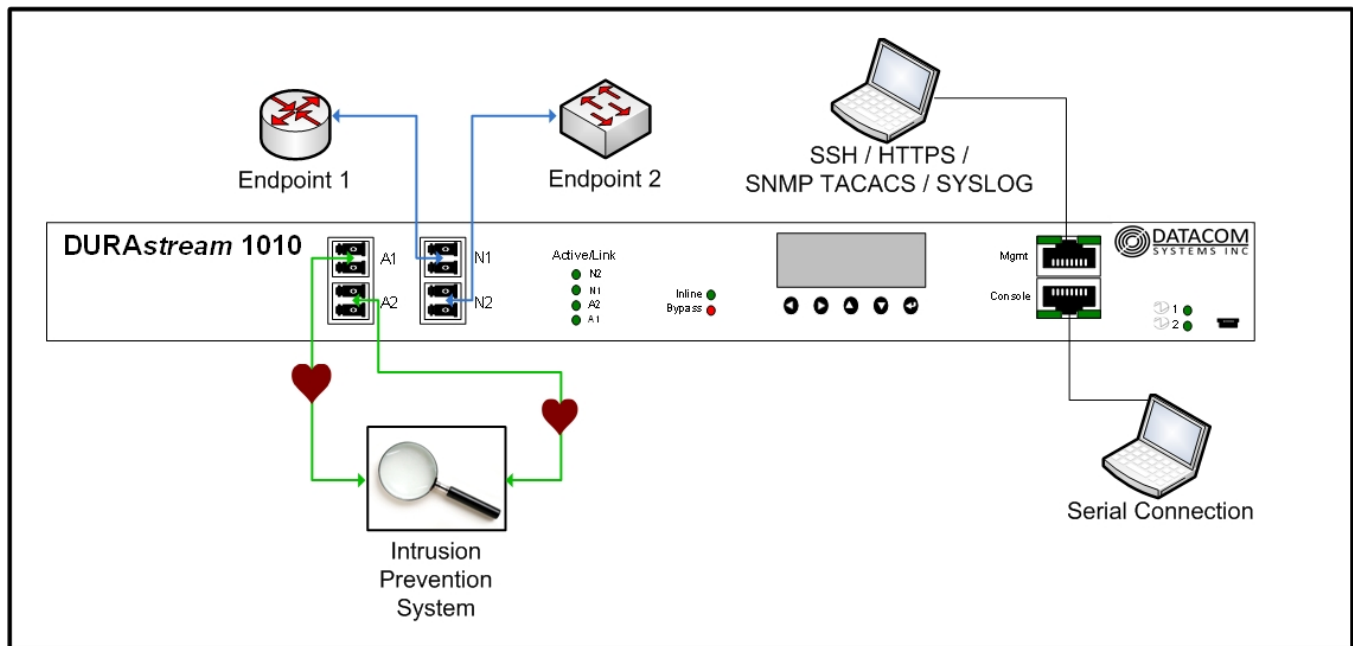 Endpoint 1
Endpoint 2
SSH / HTTPS /
SNMP TACACS / SYSLOG
DURAstream 1010
A1
A2
N1
N2
Active/Link
N2
N1
A2
A1
Inline
Bypass
Mgmt
Console
DATACOM
SYSTEMS INC
1
2
Intrusion
Prevention
System
Serial Connection